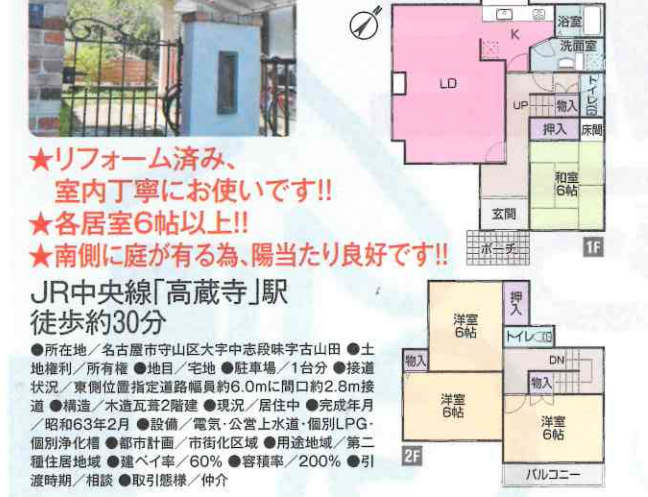 ★リフォーム済み、
室内丁寧にお使いです!!
★各居室6帖以上!!
★南側に庭が有る為、陽当たり良好です!!
JR中央線「高蔵寺」駅
徒歩約30分
●所在地／名古屋市守山区大字中志段味字古山田 ●土
地権利／所有権 ●地目／宅地 ●駐車場／1台分 ●接道
状況／東側位置指定道路幅員約6.0mに間口約2.8m接
道 ●構造／木造瓦葺2階建 ●現況／居住中 ●完成年月
／昭和63年2月 ●設備／電気・公営上水道・個別LPG・
個別浄化槽 ●都市計画／市街化区域 ●用途地域／第二
種住居地域 ●建ペイ率／60% ●容積率／200% ●引
渡時期／相談 ●取引態様／仲介
K
浴室
洗面室
LD
トイレ
UP
物入
押入
床間
和室
6帖
玄関
ポーチ
1F
洋室
6帖
押入
トイレ
物入
DN
物入
洋室
6帖
洋室
6帖
2F
バルコニー